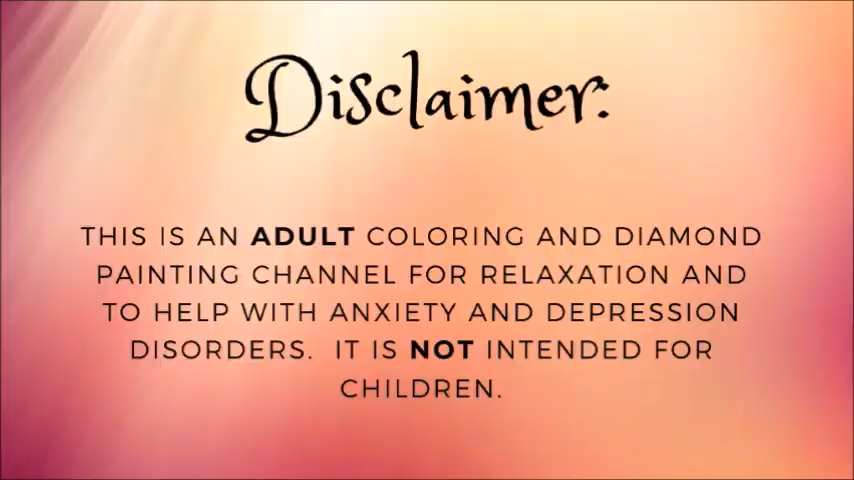 Disclaimer:
THIS IS AN ADULT COLORING AND DIAMOND
PAINTING CHANNEL FOR RELAXATION AND
TO HELP WITH ANXIETY AND DEPRESSION
DISORDERS.  IT IS NOT INTENDED FOR
CHILDREN.